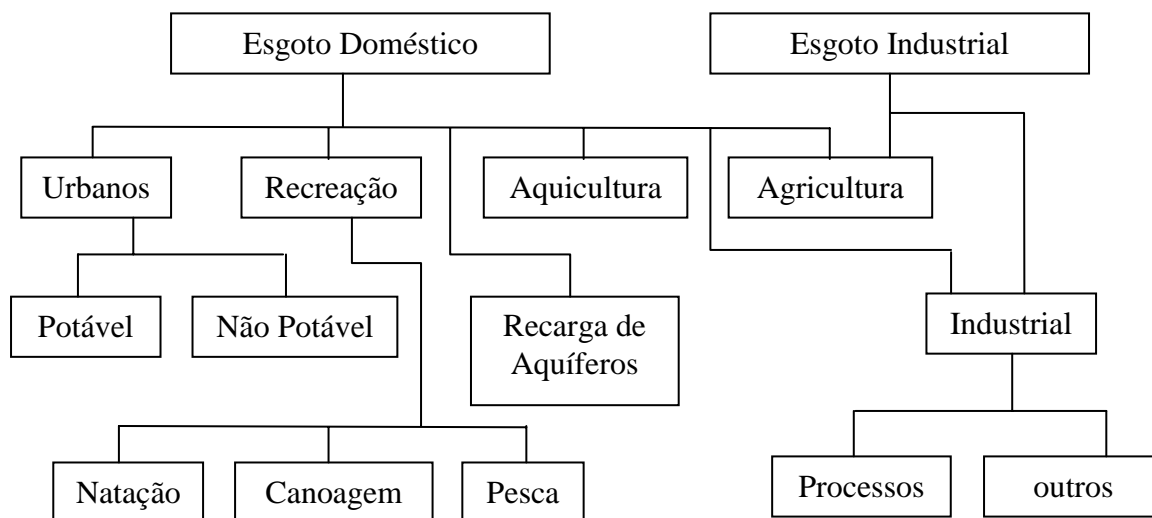 Esgoto Doméstico
Esgoto Industrial
Urbanos
Recreação
Aquicultura
Agricultura
Potável
Não Potável
Recarga de
Aquíferos
Industrial
Natação
Canoagem
Pesca
Processos
outros